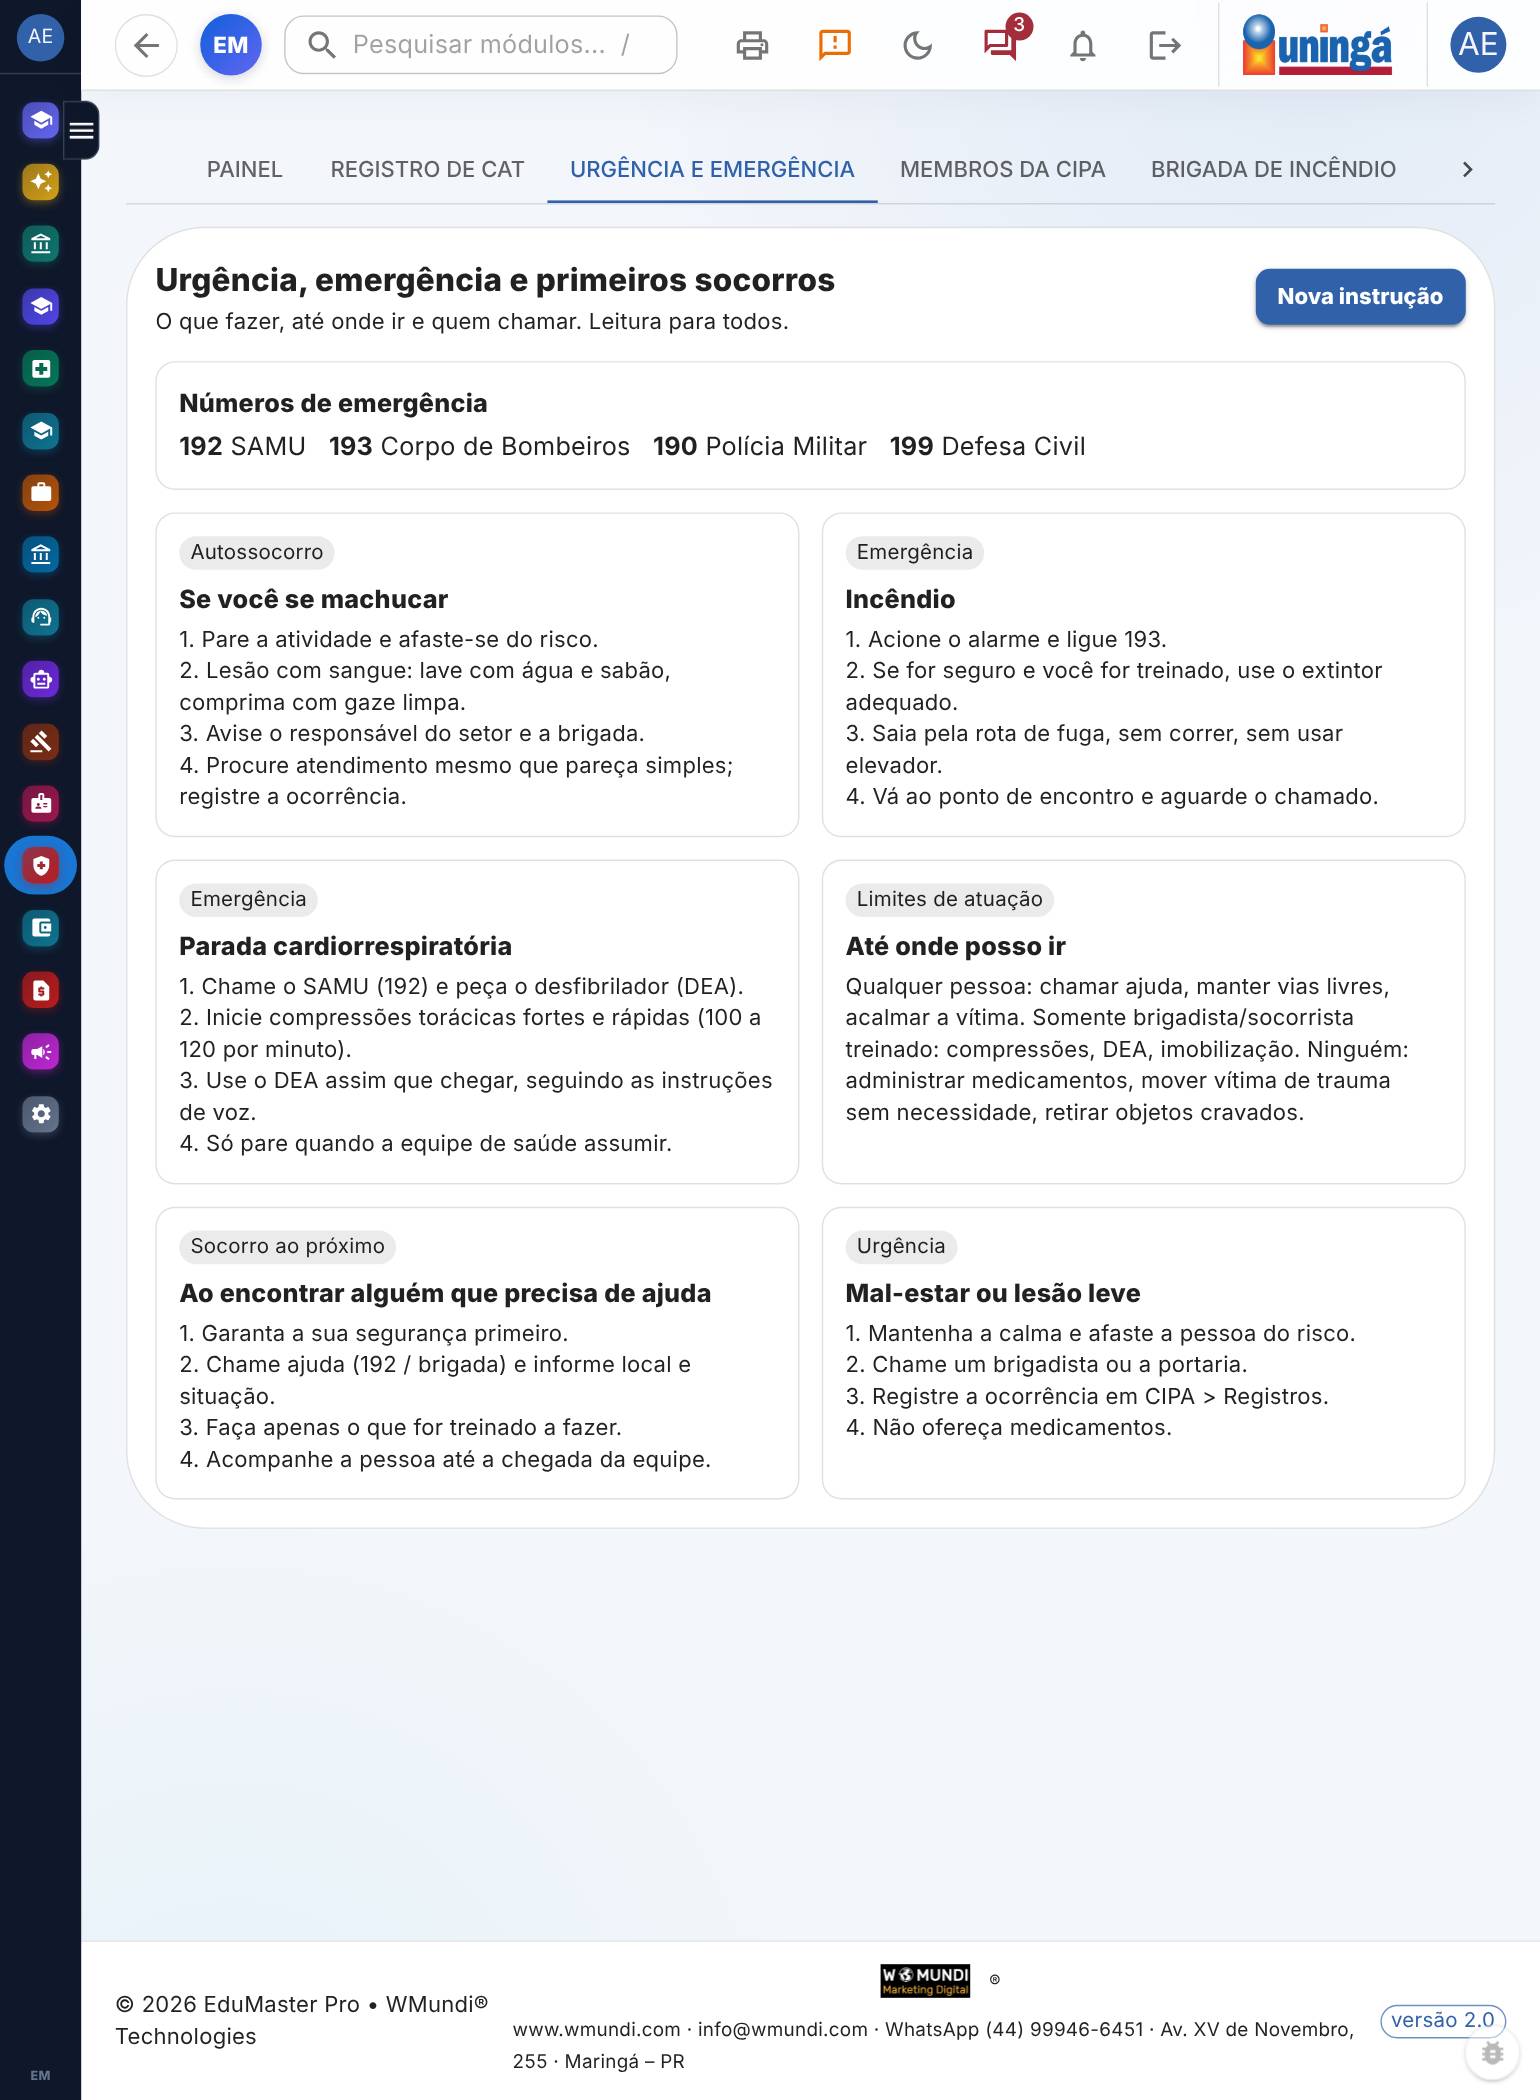 AE
EM
Pesquisar módulos... /
3
uningá
AE
PAINEL
REGISTRO DE CAT
URGÊNCIA E EMERGÊNCIA
MEMBROS DA CIPA
BRIGADA DE INCÊNDIO
Urgência, emergência e primeiros socorros
O que fazer, até onde ir e quem chamar. Leitura para todos.
Nova instrução
Números de emergência
192 SAMU 193 Corpo de Bombeiros 190 Polícia Militar 199 Defesa Civil
Autossocorro
Se você se machucar
1. Pare a atividade e afaste-se do risco.
2. Lesão com sangue: lave com água e sabão,
comprima com gaze limpa.
3. Avise o responsável do setor e a brigada.
4. Procure atendimento mesmo que pareça simples;
registre a ocorrência.
Emergência
Incêndio
1. Acione o alarme e ligue 193.
2. Se for seguro e você for treinado, use o extintor
adequado.
3. Saia pela rota de fuga, sem correr, sem usar
elevador.
4. Vá ao ponto de encontro e aguarde o chamado.
Emergência
Parada cardiorrespiratória
1. Chame o SAMU (192) e peça o desfibrilador (DEA).
2. Inicie compressões torácicas fortes e rápidas (100 a
120 por minuto).
3. Use o DEA assim que chegar, seguindo as instruções
de voz.
4. Só pare quando a equipe de saúde assumir.
Limites de atuação
Até onde posso ir
Qualquer pessoa: chamar ajuda, manter vias livres,
acalmar a vítima. Somente brigadista/socorrista
treinado: compressões, DEA, imobilização. Ninguém:
administrar medicamentos, mover vítima de trauma
sem necessidade, retirar objetos cravados.
Socorro ao próximo
Ao encontrar alguém que precisa de ajuda
1. Garanta a sua segurança primeiro.
2. Chame ajuda (192 / brigada) e informe local e
situação.
3. Faça apenas o que for treinado a fazer.
4. Acompanhe a pessoa até a chegada da equipe.
Urgência
Mal-estar ou lesão leve
1. Mantenha a calma e afaste a pessoa do risco.
2. Chame um brigadista ou a portaria.
3. Registre a ocorrência em CIPA > Registros.
4. Não ofereça medicamentos.
© 2026 EduMaster Pro • WMundi®
Technologies
WOMUNDI
Marketing Digital
®
www.wmundi.com · info@wmundi.com · WhatsApp (44) 99946-6451 · Av. XV de Novembro,
255 · Maringá – PR
versão 2.0
EM